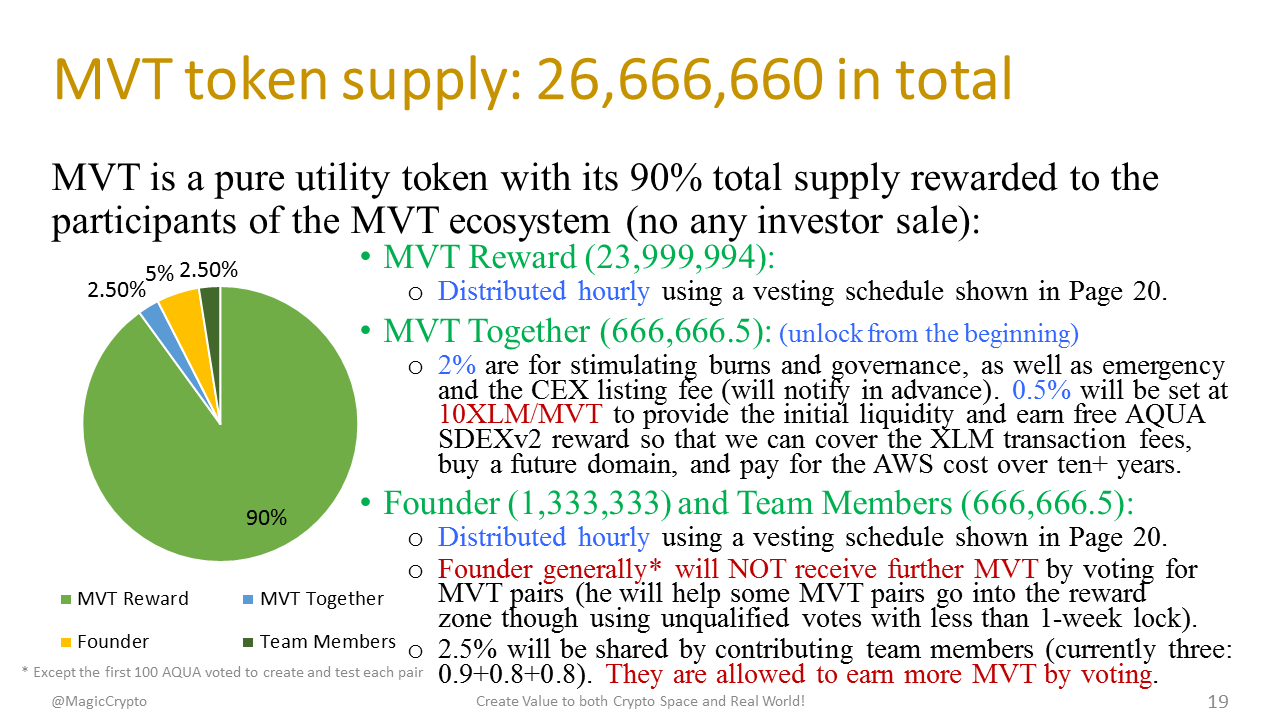 MVT token supply: 26,666,660 in total
MVT is a pure utility token with its 90% total supply rewarded to the
participants of the MVT ecosystem (no any investor sale):
2.50%
5%
2.50%
90%
MVT Reward
MVT Together
Founder
Team Members
• MVT Reward (23,999,994):
o Distributed hourly using a vesting schedule shown in Page 20.
• MVT Together (666,666.5): (unlock from the beginning)
o 2% are for stimulating burns and governance, as well as emergency
and the CEX listing fee (will notify in advance). 0.5% will be set at
10XLM/MVT to provide the initial liquidity and earn free AQUA
SDEXv2 reward so that we can cover the XLM transaction fees,
buy a future domain, and pay for the AWS cost over ten+ years.
• Founder (1,333,333) and Team Members (666,666.5):
o Distributed hourly using a vesting schedule shown in Page 20.
o Founder generally* will NOT receive further MVT by voting for
MVT pairs (he will help some MVT pairs go into the reward
zone though using unqualified votes with less than 1-week lock).
o 2.5% will be shared by contributing team members (currently three:
0.9+0.8+0.8). They are allowed to earn more MVT by voting.
* Except the first 100 AQUA voted to create and test each pair
@MagicCrypto
Create Value to both Crypto Space and Real World!
19